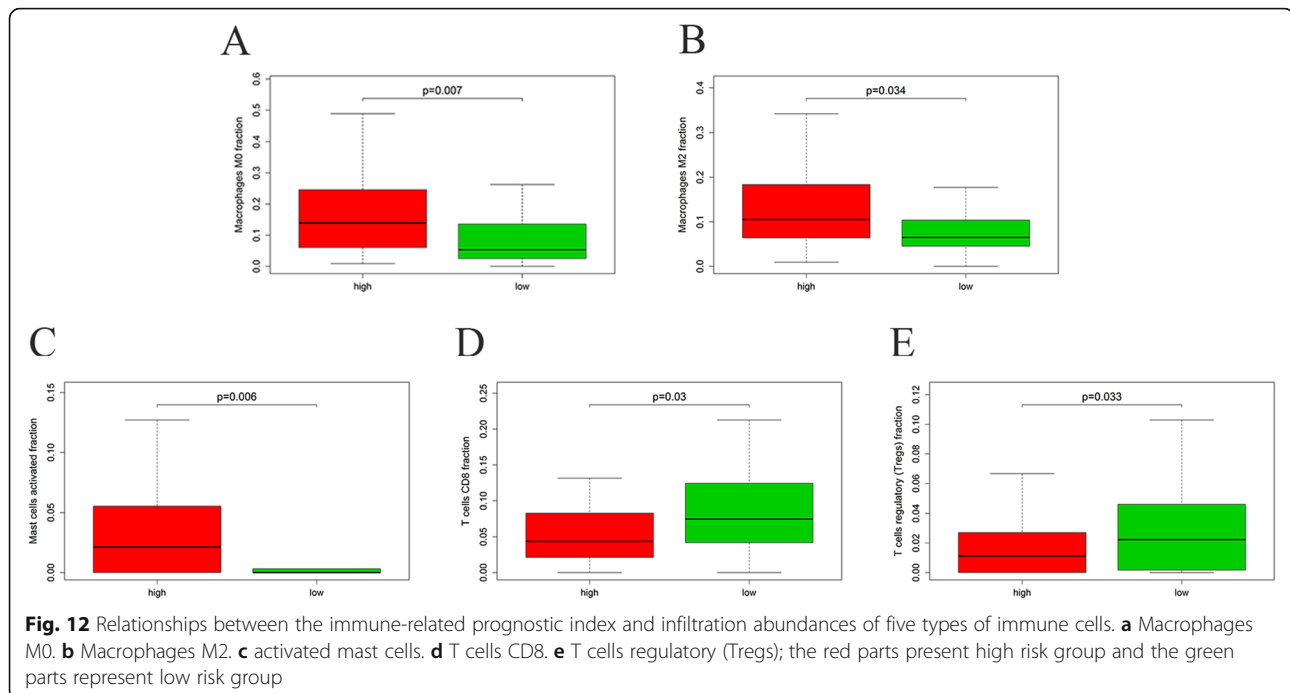 A
Macrophages M0 fraction
0.6
0.5
0.4
0.3
0.2
0.1
0.0
p=0.007
high
low
B
Macrophages M2 fraction
0.4
0.3
0.2
0.1
0.0
p=0.034
high
low
C
Mast cells activated fraction
0.15
0.10
0.05
0.00
p=0.006
high
low
D
T cells CD8 fraction
0.25
0.20
0.15
0.10
0.05
0.00
p=0.03
high
low
E
T cells regulatory (Tregs) fraction
0.12
0.10
0.08
0.06
0.04
0.02
0.00
p=0.033
high
low
Fig. 12 Relationships between the immune-related prognostic index and infiltration abundances of five types of immune cells. a Macrophages
M0. b Macrophages M2. c activated mast cells. d T cells CD8. e T cells regulatory (Tregs); the red parts present high risk group and the green
parts represent low risk group